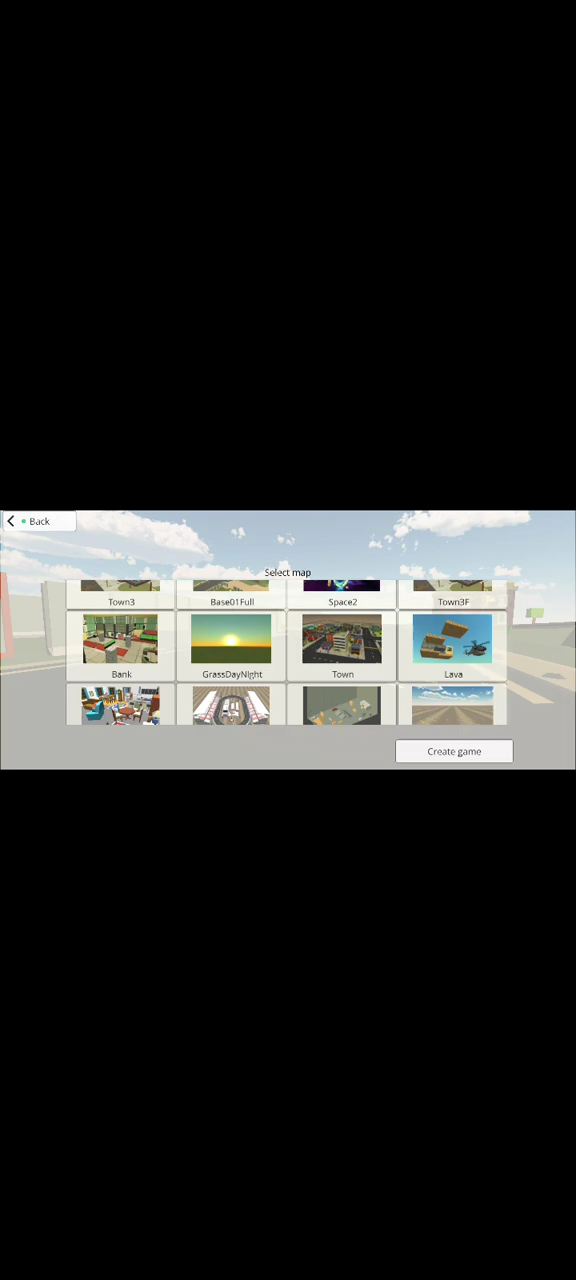 Back
Select map
Town3
Base01Full
Space2
Town3F
Bank
GrassDayNight
Town
Lava
Create game